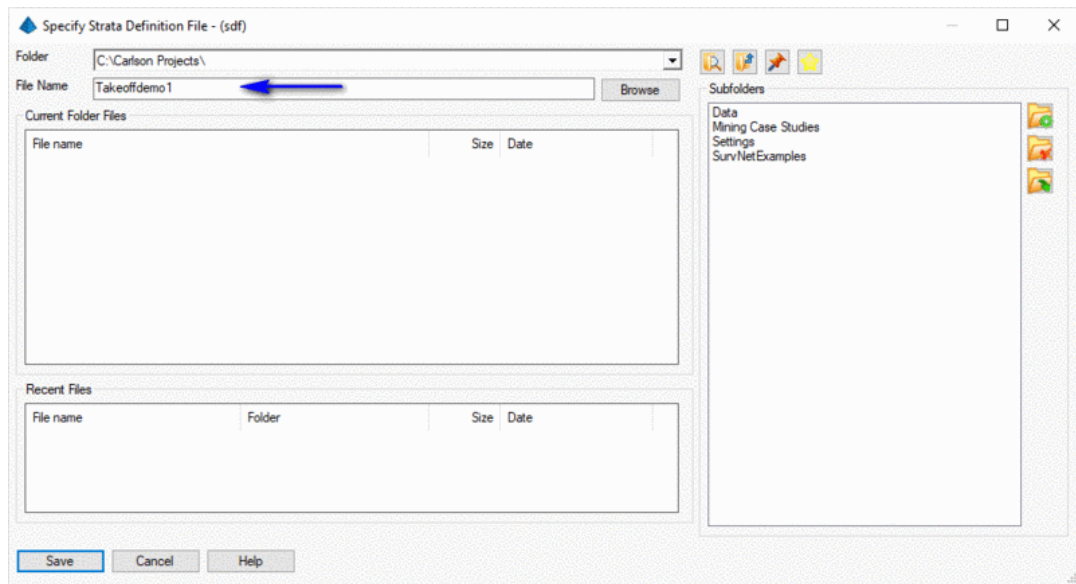 Specify Strata Definition File - (sdf)
Folder
C:\Carlson Projects\
File Name
Takeoffdemo1
Browse
Current Folder Files
File name Size Date
Recent Files
File name Folder Size Date
Subfolders
Data
Mining Case Studies
Settings
SurvNetExamples
Save Cancel Help